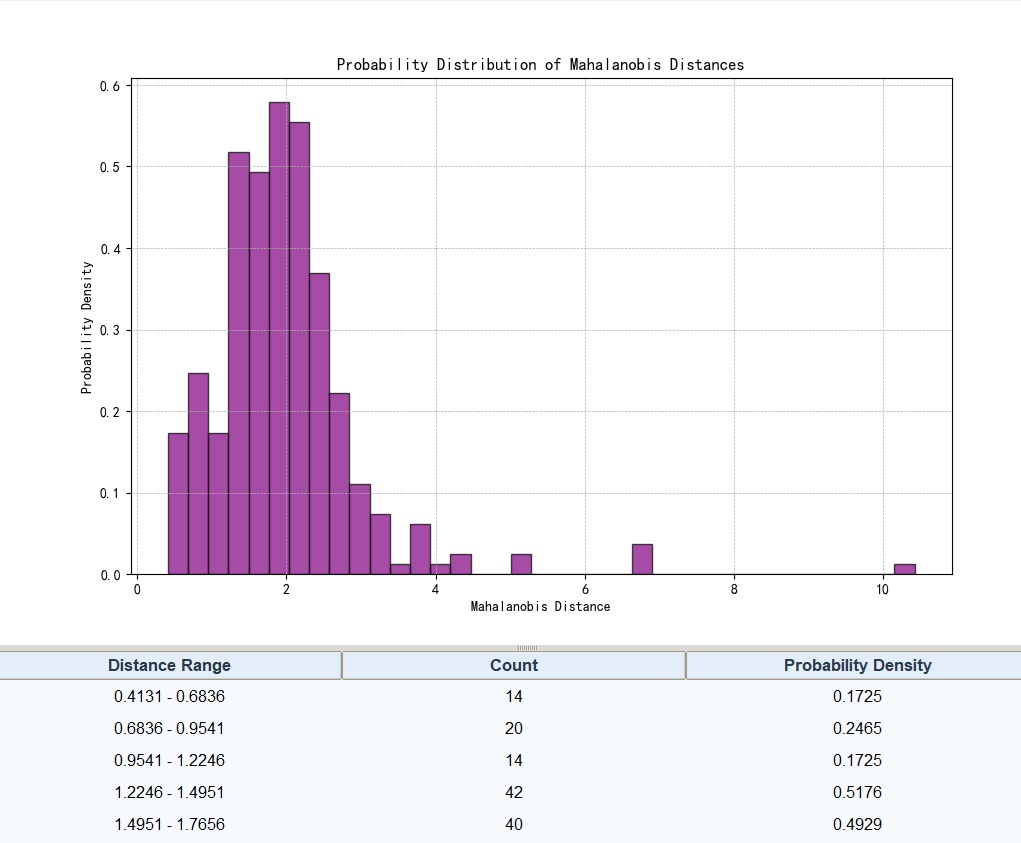 Probability Distribution of Mahalanobis Distances
0.6
0.5
0.4
0.3
0.2
0.1
0.0
Probability Density
0 2 4 6 8 10
Mahalanobis Distance
Distance Range Count Probability Density
0.4131 - 0.6836 14 0.1725
0.6836 - 0.9541 20 0.2465
0.9541 - 1.2246 14 0.1725
1.2246 - 1.4951 42 0.5176
1.4951 - 1.7656 40 0.4929